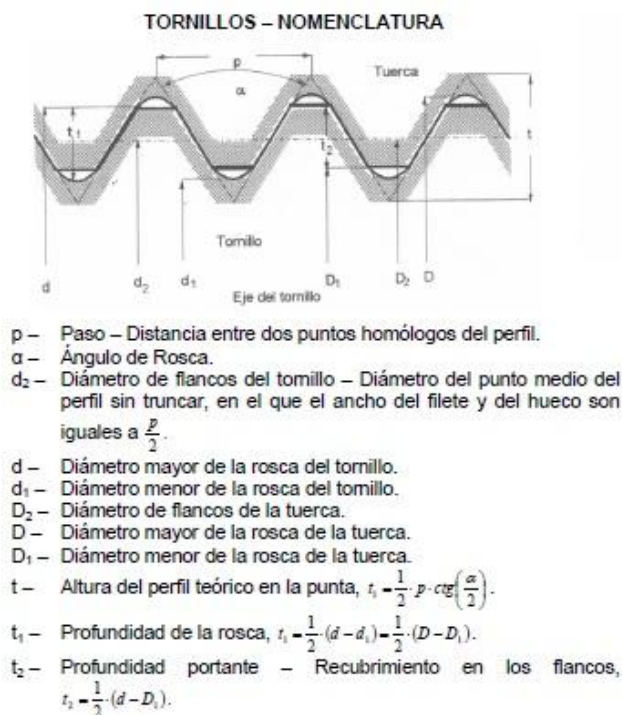 TORNILLOS – NOMENCLATURA
p
Tuerca
α
t₁
t₂
t
Tornillo
d
d₂
d₁
D₁
D₂
D
Eje del tornillo
p – Paso – Distancia entre dos puntos homólogos del perfil.
α – Ángulo de Rosca.
d₂ – Diámetro de flancos del tornillo – Diámetro del punto medio del
perfil sin truncar, en el que el ancho del filete y del hueco son
iguales a p/2.
d – Diámetro mayor de la rosca del tornillo.
d₁ – Diámetro menor de la rosca del tornillo.
D₂ – Diámetro de flancos de la tuerca.
D – Diámetro mayor de la rosca de la tuerca.
D₁ – Diámetro menor de la rosca de la tuerca.
t – Altura del perfil teórico en la punta, t₁ = 1/2 · p · ctg(α/2).
t₁ – Profundidad de la rosca, t₁ = 1/2 · (d – d₁) = 1/2 · (D – D₁).
t₂ – Profundidad portante – Recubrimiento en los flancos,
t₂ = 1/2 · (d – D₁).